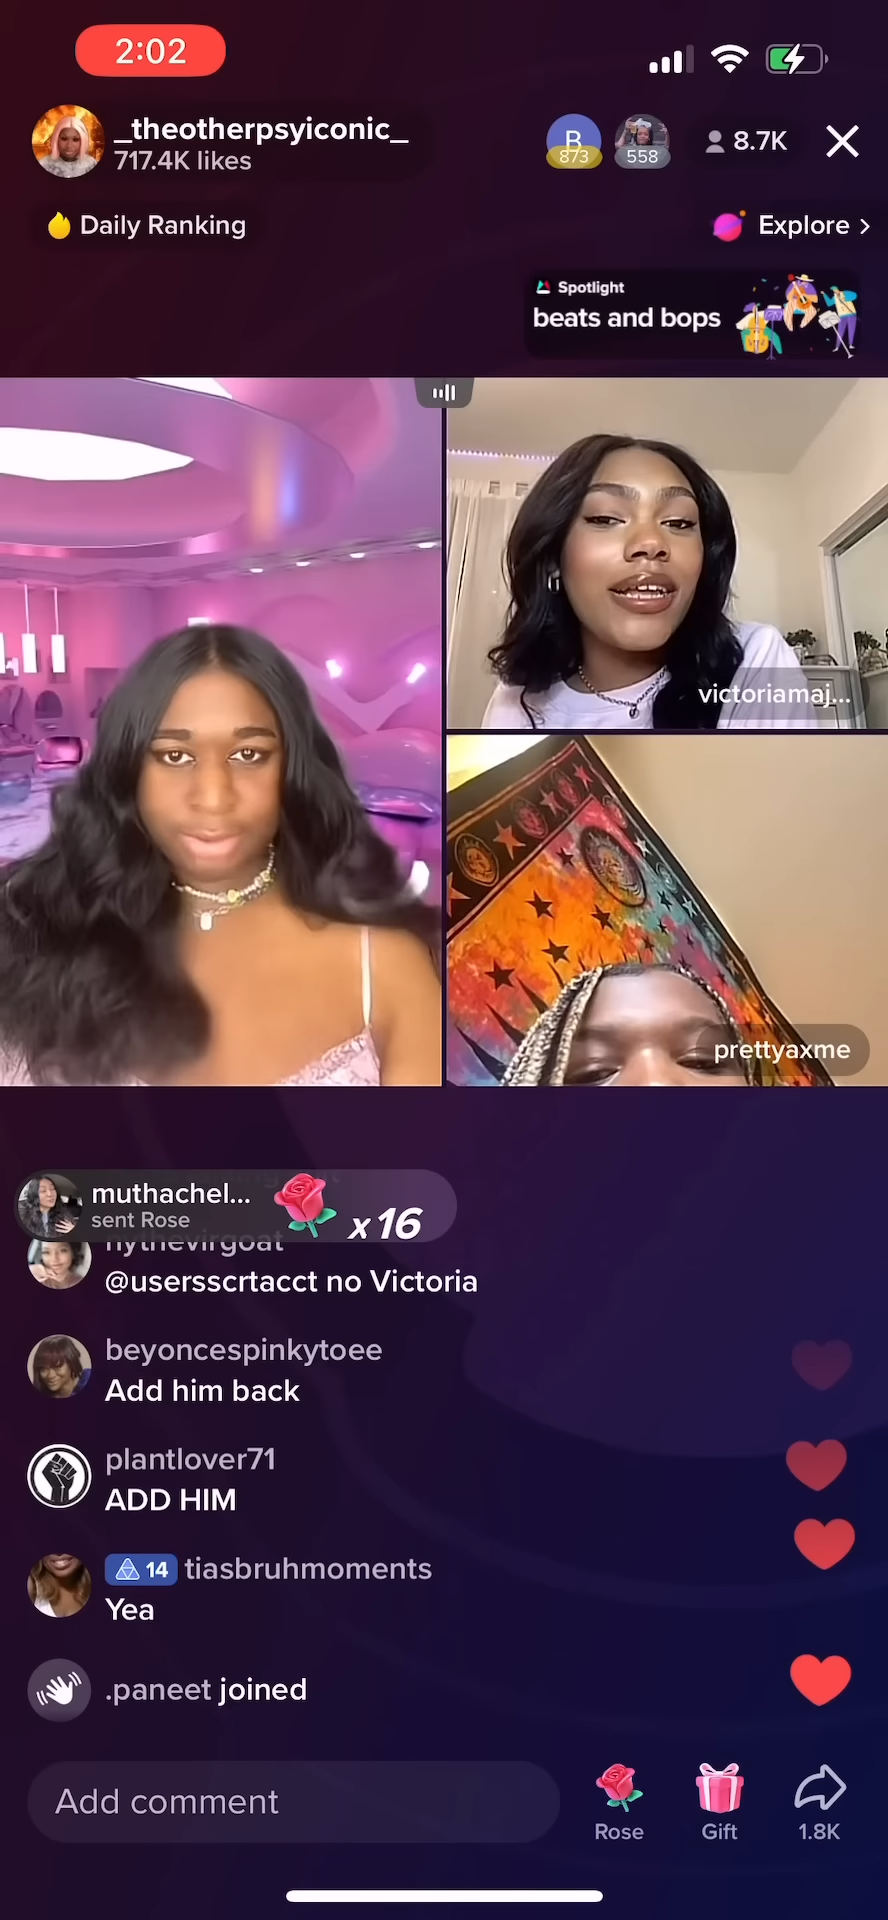 2:02
_theotherpsyiconic_
717.4K likes
B
873
558
8.7K
Daily Ranking
Explore >
Spotlight
beats and bops
victoriamaj...
prettyaxme
muthachel...
sent Rose
x16
nythevirgoat
@usersscrtacct no Victoria
beyoncespinkytoee
Add him back
plantlover71
ADD HIM
14 tiasbruhmoments
Yea
.paneet joined
Add comment
Rose
Gift
1.8K